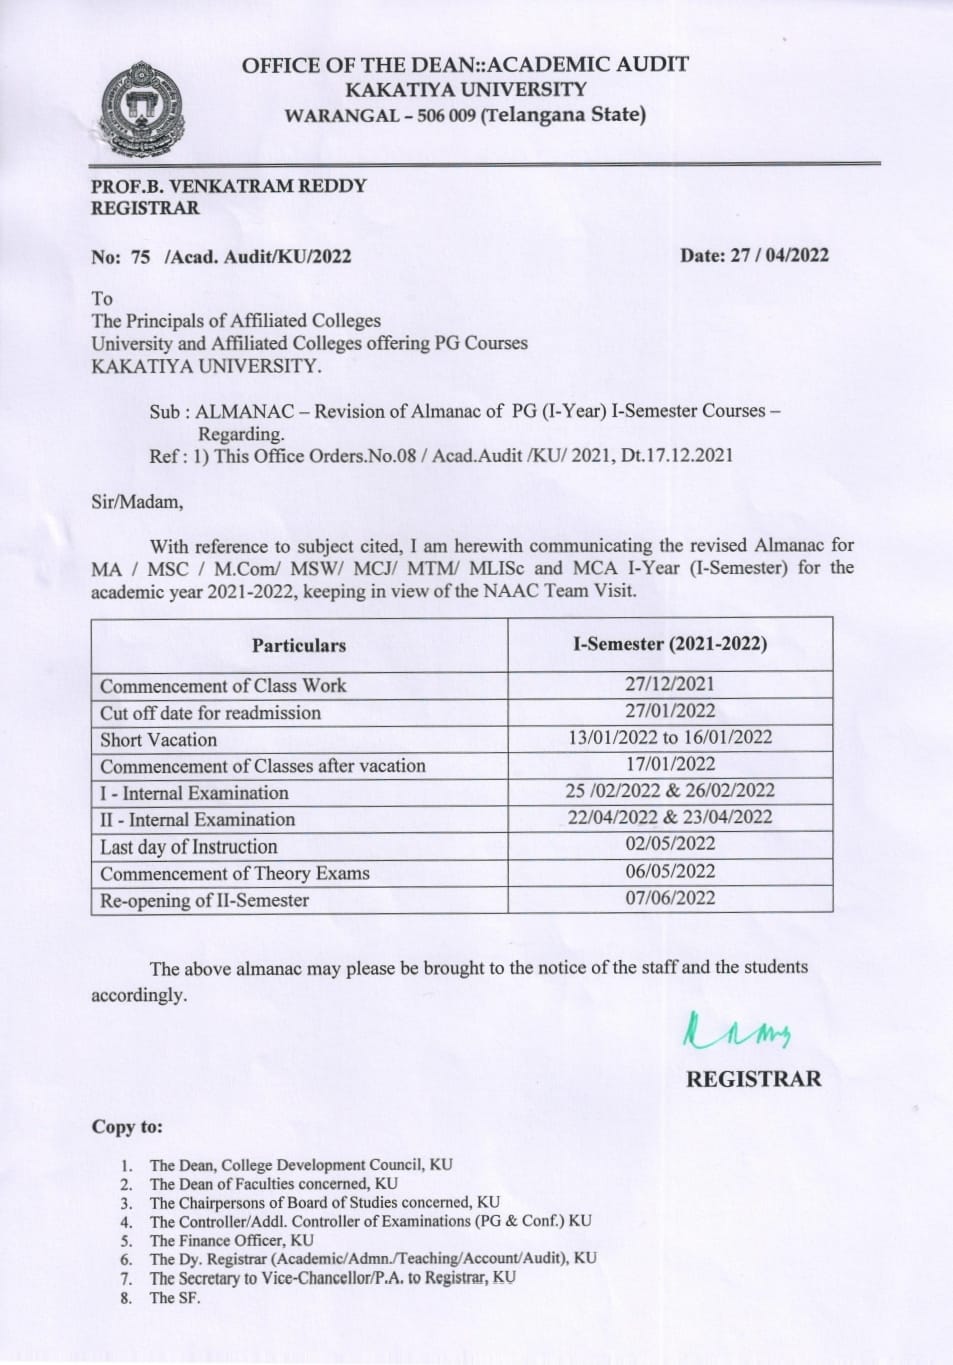 OFFICE OF THE DEAN::ACADEMIC AUDIT
KAKATIYA UNIVERSITY
WARANGAL – 506 009 (Telangana State)
PROF.B. VENKATRAM REDDY
REGISTRAR
No: 75 /Acad. Audit/KU/2022 Date: 27 / 04/2022
To
The Principals of Affiliated Colleges
University and Affiliated Colleges offering PG Courses
KAKATIYA UNIVERSITY.
Sub : ALMANAC – Revision of Almanac of PG (I-Year) I-Semester Courses –
Regarding.
Ref : 1) This Office Orders.No.08 / Acad.Audit /KU/ 2021, Dt.17.12.2021
Sir/Madam,
With reference to subject cited, I am herewith communicating the revised Almanac for
MA / MSC / M.Com/ MSW/ MCJ/ MTM/ MLISc and MCA I-Year (I-Semester) for the
academic year 2021-2022, keeping in view of the NAAC Team Visit.
Particulars I-Semester (2021-2022)
Commencement of Class Work 27/12/2021
Cut off date for readmission 27/01/2022
Short Vacation 13/01/2022 to 16/01/2022
Commencement of Classes after vacation 17/01/2022
I - Internal Examination 25 /02/2022 & 26/02/2022
II - Internal Examination 22/04/2022 & 23/04/2022
Last day of Instruction 02/05/2022
Commencement of Theory Exams 06/05/2022
Re-opening of II-Semester 07/06/2022
The above almanac may please be brought to the notice of the staff and the students
accordingly.
REGISTRAR
Copy to:
1. The Dean, College Development Council, KU
2. The Dean of Faculties concerned, KU
3. The Chairpersons of Board of Studies concerned, KU
4. The Controller/Addl. Controller of Examinations (PG & Conf.) KU
5. The Finance Officer, KU
6. The Dy. Registrar (Academic/Admn./Teaching/Account/Audit), KU
7. The Secretary to Vice-Chancellor/P.A. to Registrar, KU
8. The SF.